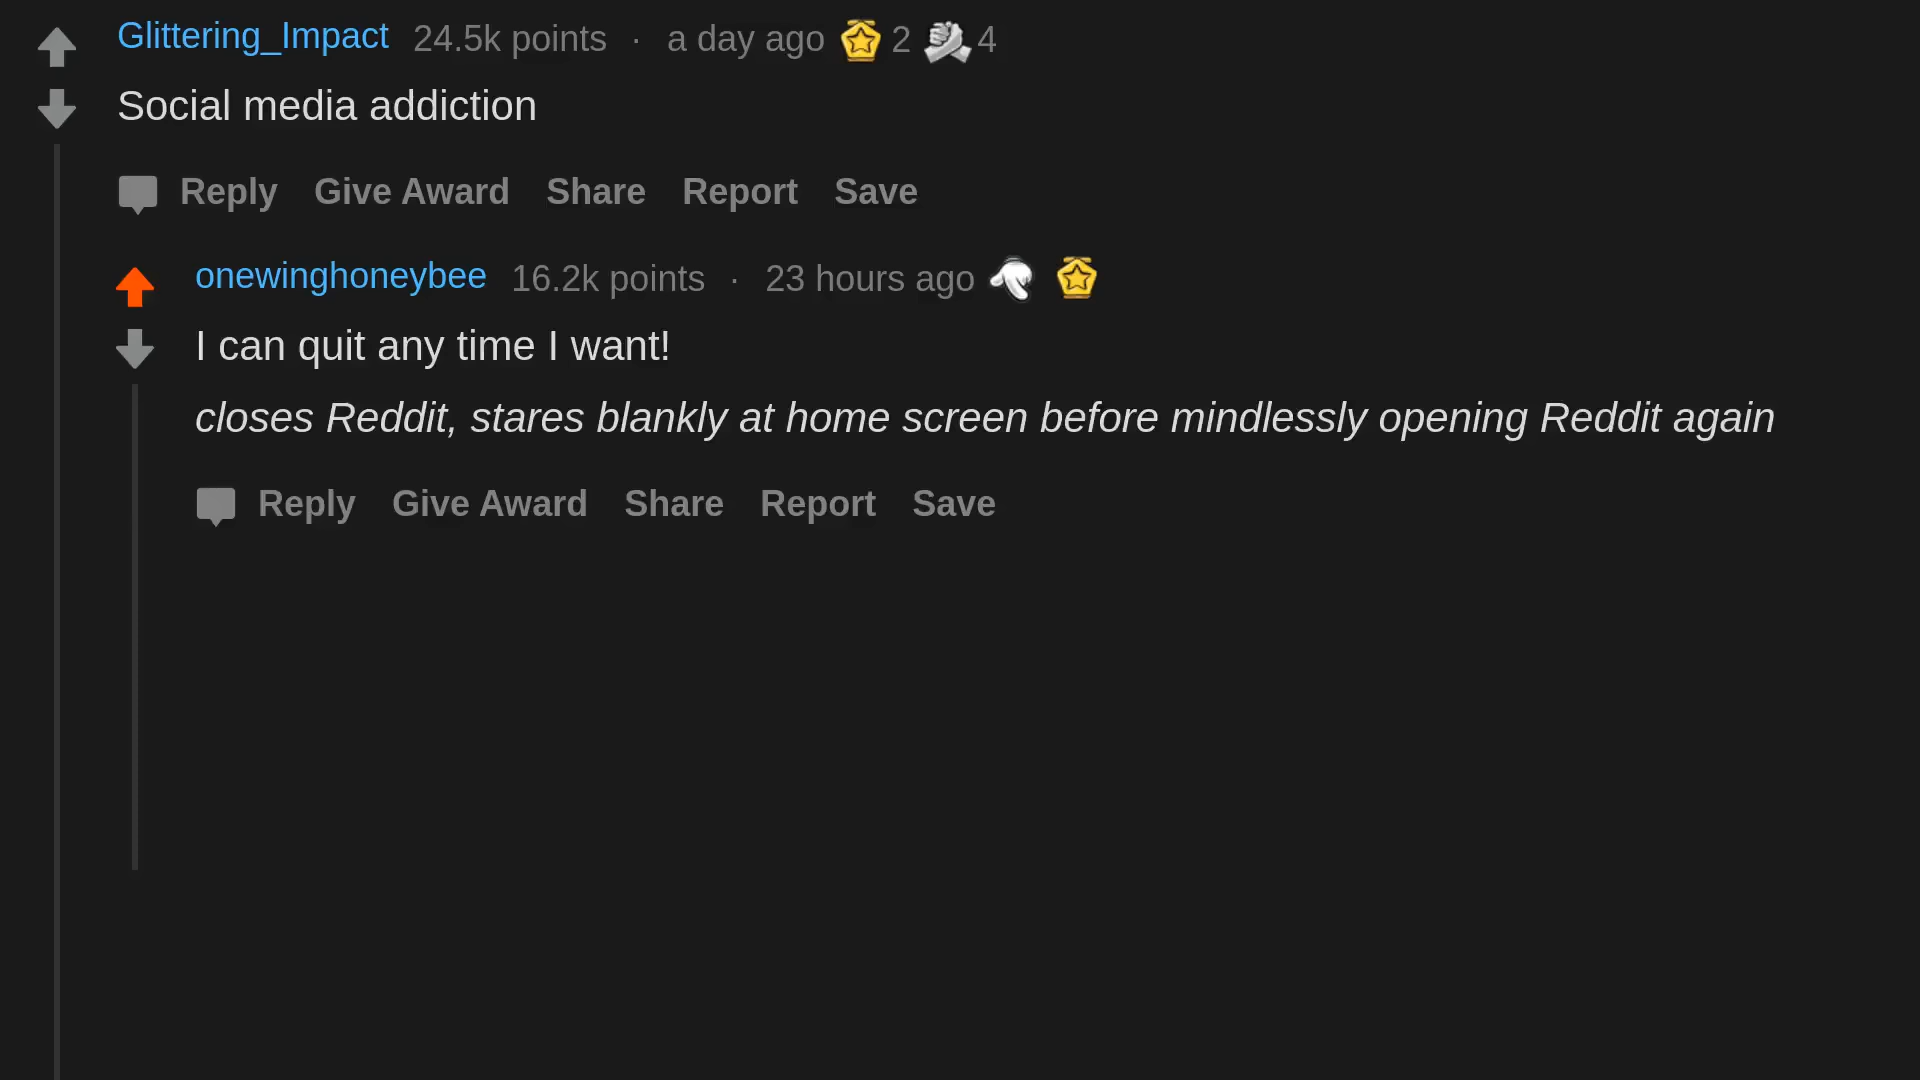 Glittering_Impact 24.5k points · a day ago 2 4
Social media addiction
Reply Give Award Share Report Save
onewinghoneybee 16.2k points · 23 hours ago
I can quit any time I want!
closes Reddit, stares blankly at home screen before mindlessly opening Reddit again
Reply Give Award Share Report Save